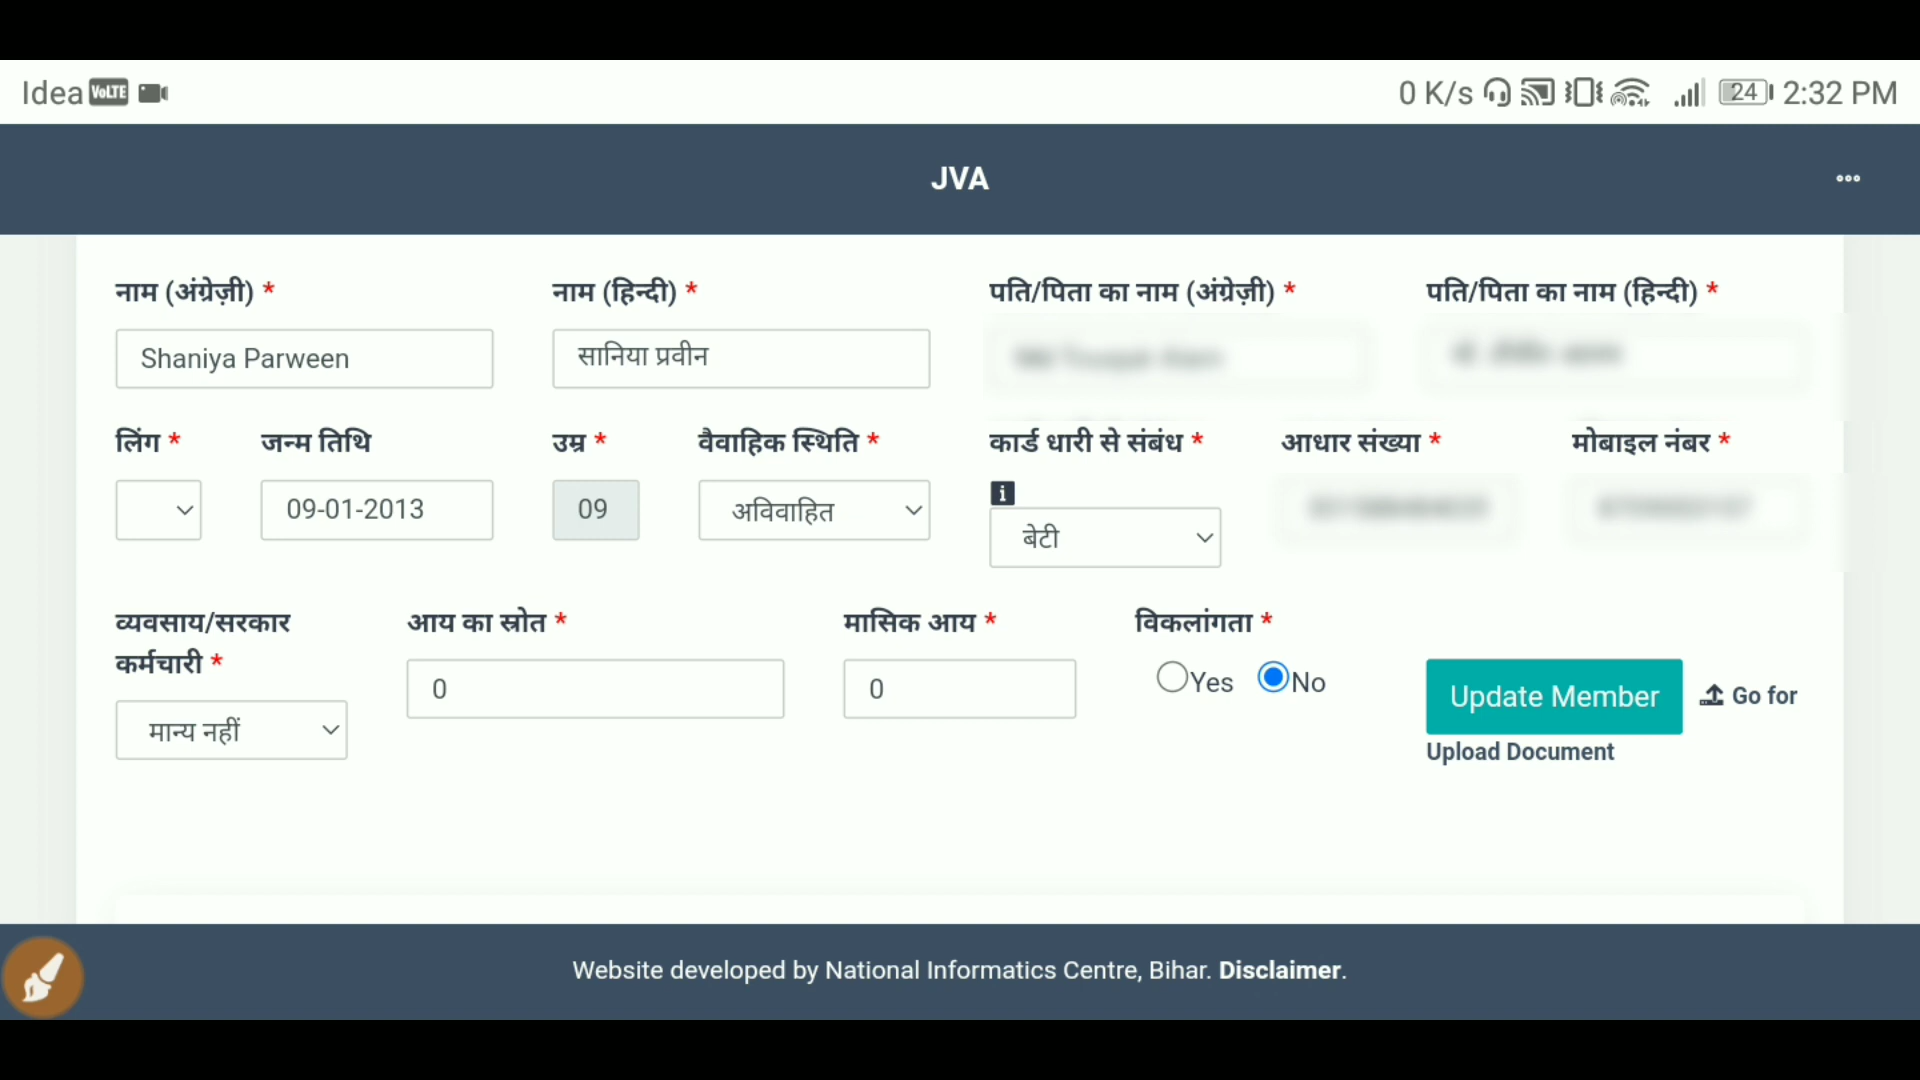 Idea VoLTE 0 K/s 24 2:32 PM
JVA
नाम (अंग्रेज़ी) * नाम (हिन्दी) * पति/पिता का नाम (अंग्रेज़ी) * पति/पिता का नाम (हिन्दी) *
Shaniya Parween सानिया प्रवीन
लिंग * जन्म तिथि उम्र * वैवाहिक स्थिति * कार्ड धारी से संबंध * आधार संख्या * मोबाइल नंबर *
09-01-2013 09 अविवाहित बेटी
व्यवसाय/सरकार
कर्मचारी * आय का स्रोत * मासिक आय * विकलांगता *
मान्य नहीं 0 0 Yes No Update Member Go for
Upload Document
Website developed by National Informatics Centre, Bihar. Disclaimer.